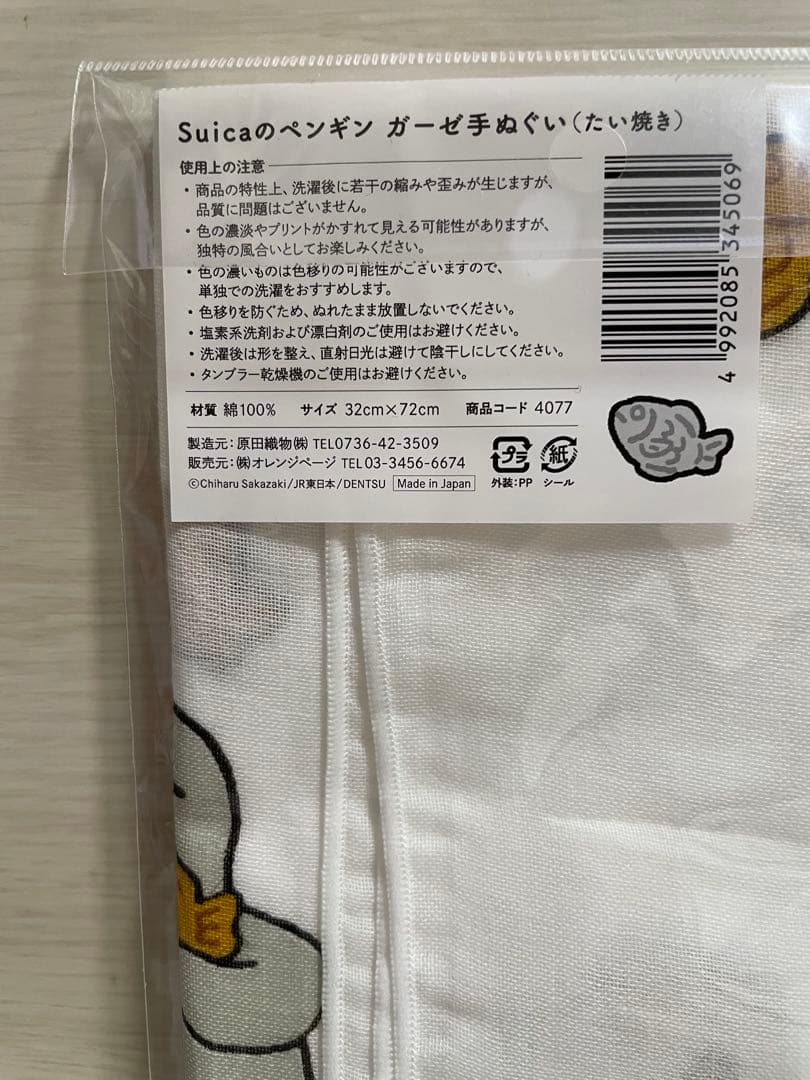 Suicaのペンギン ガーゼ手ぬぐい（たい焼き）
使用上の注意
・商品の特性上、洗濯後に若干の縮みや歪みが生じますが、
品質に問題はございません。
・色の濃淡やプリントがかすれて見える可能性がありますが、
独特の風合いとしてお楽しみください。
・色の濃いものは色移りの可能性がございますので、
単独での洗濯をおすすめします。
・色移りを防ぐため、ぬれたまま放置しないでください。
・塩素系洗剤および漂白剤のご使用はお避けください。
・洗濯後は形を整え、直射日光は避けて陰干しにしてください。
・タンブラー乾燥機のご使用はお避けください。
材質 綿100% サイズ 32cm×72cm 商品コード 4077
製造元：原田織物㈱ TEL0736-42-3509
販売元：㈱オレンジページ TEL03-3456-6674
©Chiharu Sakazaki/JR東日本/DENTSU Made in Japan
プラ 紙
外装：PP シール
4 992085 345069
ペンギン